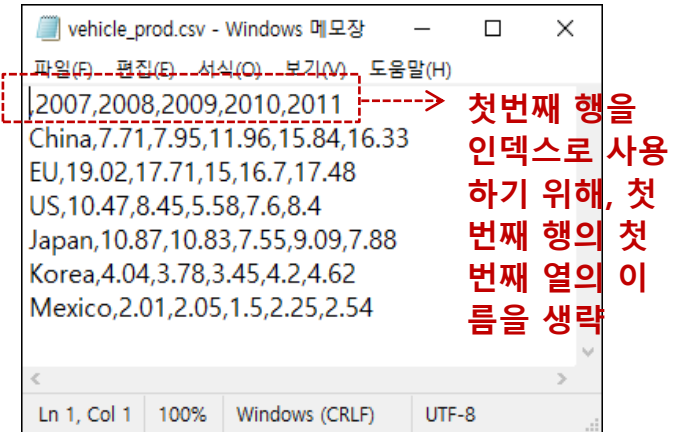 vehicle_prod.csv - Windows 메모장
파일(F) 편집(E) 서식(O) 보기(V) 도움말(H)
,2007,2008,2009,2010,2011
China,7.71,7.95,11.96,15.84,16.33
EU,19.02,17.71,15,16.7,17.48
US,10.47,8.45,5.58,7.6,8.4
Japan,10.87,10.83,7.55,9.09,7.88
Korea,4.04,3.78,3.45,4.2,4.62
Mexico,2.01,2.05,1.5,2.25,2.54
첫번째 행을
인덱스로 사용
하기 위해, 첫
번째 행의 첫
번째 열의 이
름을 생략
Ln 1, Col 1 100% Windows (CRLF) UTF-8